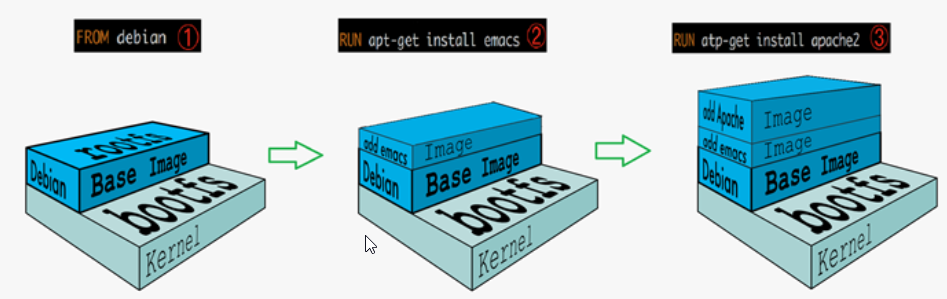 FROM debian ①
RUN apt-get install emacs ②
RUN atp-get install apache2 ③
rootfs
Debian
Base Image
bootfs
Kernel
add emacs
Image
Debian
Base Image
bootfs
Kernel
add Apache
Image
add emacs
Image
Debian
Base Image
bootfs
Kernel